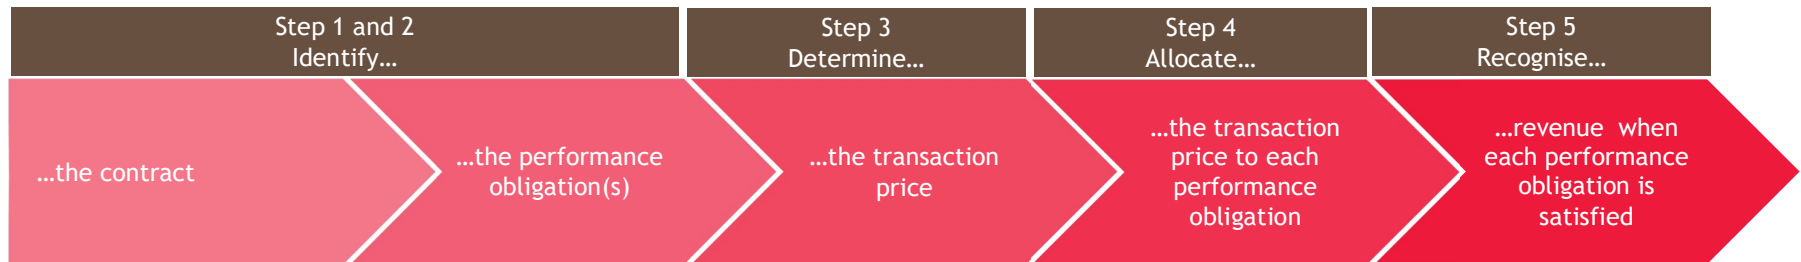 Step 1 and 2
Identify…
Step 3
Determine…
Step 4
Allocate…
Step 5
Recognise…
…the contract
…the performance
obligation(s)
…the transaction
price
…the transaction
price to each
performance
obligation
…revenue when
each performance
obligation is
satisfied